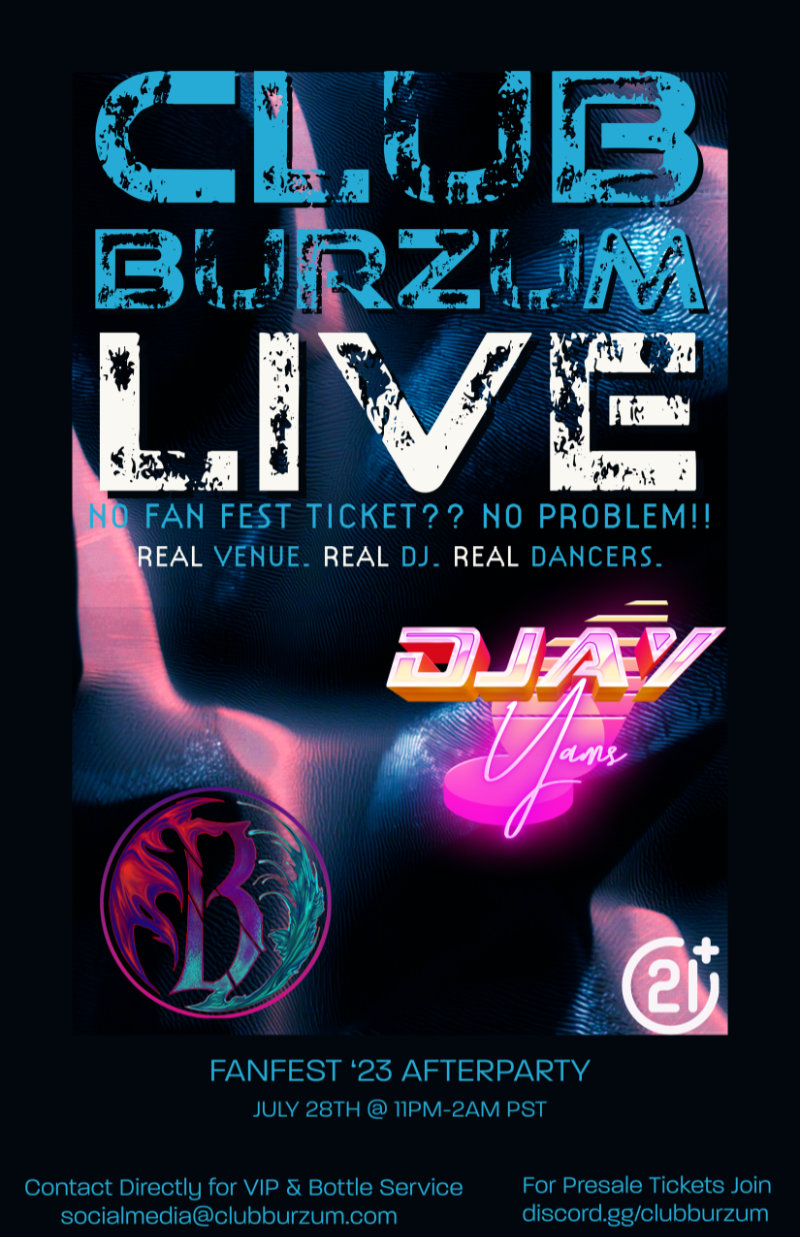 CLUB
BURZUM
LIVE
NO FAN FEST TICKET?? NO PROBLEM!!
REAL VENUE. REAL DJ. REAL DANCERS.
DJAY
Yams
B
21+
FANFEST ‘23 AFTERPARTY
JULY 28TH @ 11PM-2AM PST
Contact Directly for VIP & Bottle Service
socialmedia@clubburzum.com
For Presale Tickets Join
discord.gg/clubburzum